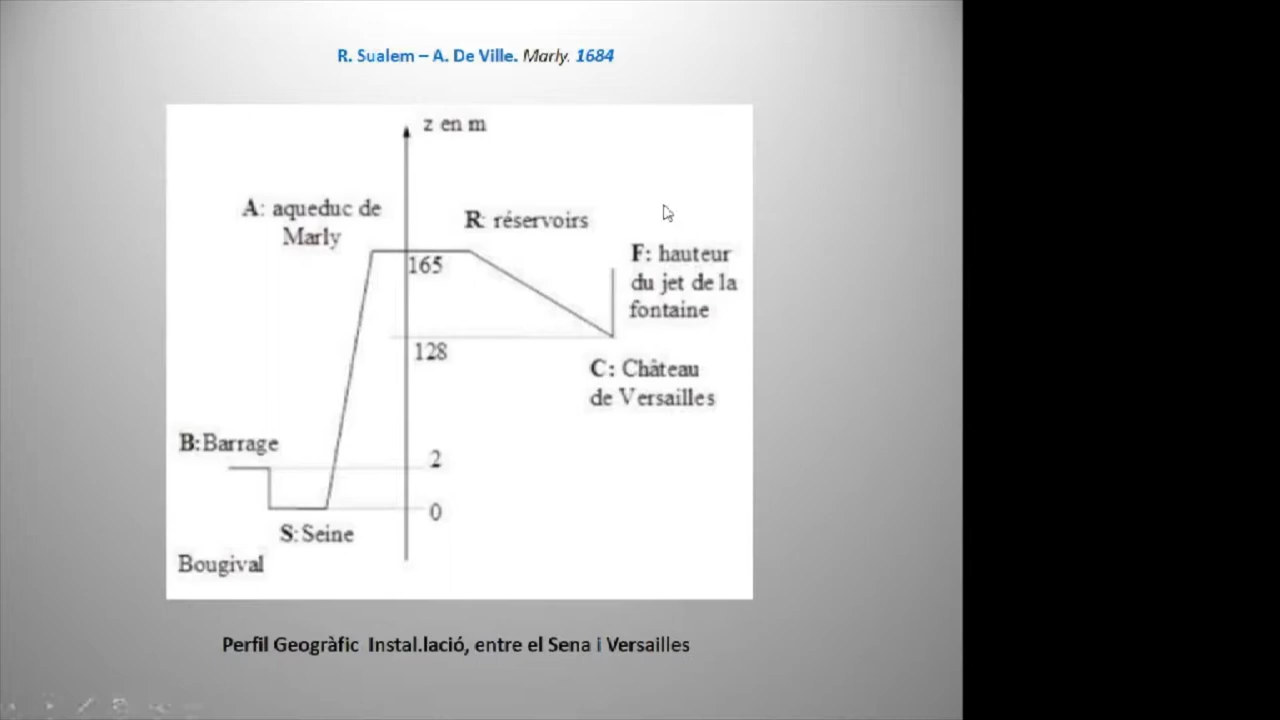 R. Sualem – A. De Ville. Marly. 1684
z en m
A: aqueduc de
Marly
R: réservoirs
165
F: hauteur
du jet de la
fontaine
128
C: Château
de Versailles
B:Barrage
2
0
S:Seine
Bougival
Perfil Geogràfic Instal.lació, entre el Sena i Versailles